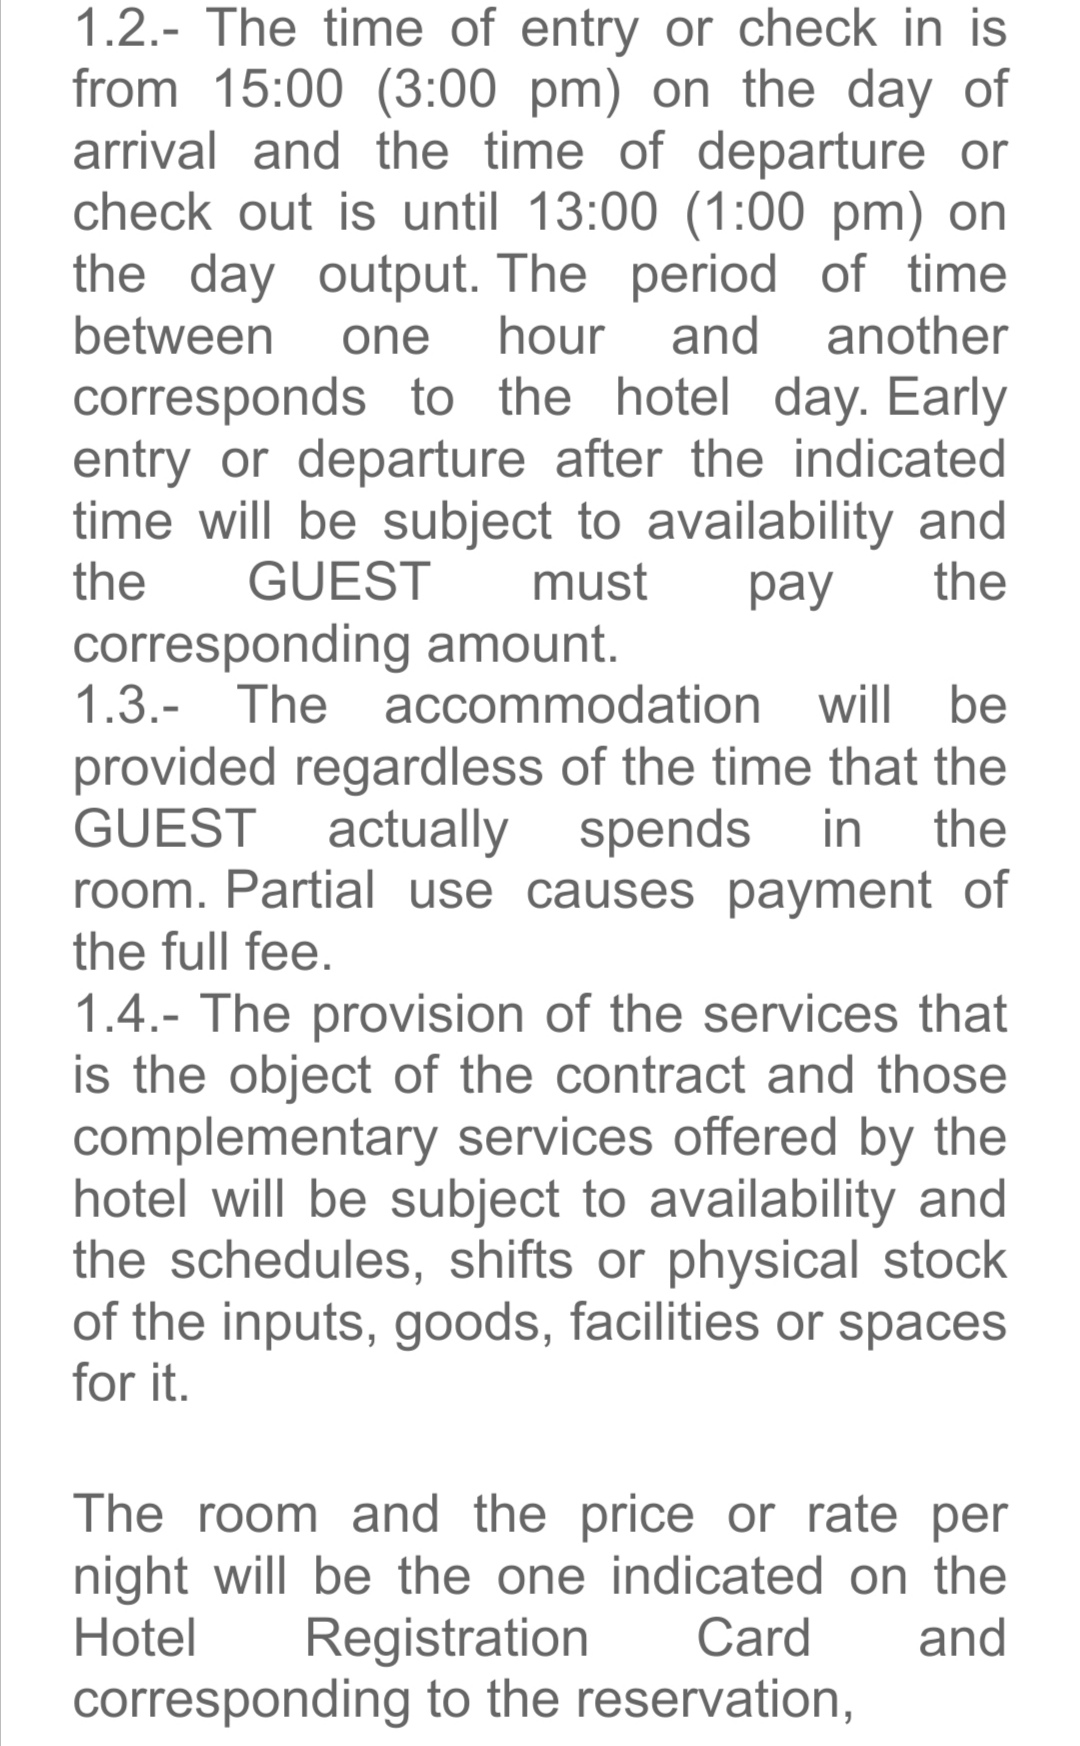 1.2.- The time of entry or check in is
from 15:00 (3:00 pm) on the day of
arrival and the time of departure or
check out is until 13:00 (1:00 pm) on
the day output. The period of time
between one hour and another
corresponds to the hotel day. Early
entry or departure after the indicated
time will be subject to availability and
the GUEST must pay the
corresponding amount.
1.3.- The accommodation will be
provided regardless of the time that the
GUEST actually spends in the
room. Partial use causes payment of
the full fee.
1.4.- The provision of the services that
is the object of the contract and those
complementary services offered by the
hotel will be subject to availability and
the schedules, shifts or physical stock
of the inputs, goods, facilities or spaces
for it.
The room and the price or rate per
night will be the one indicated on the
Hotel Registration Card and
corresponding to the reservation,